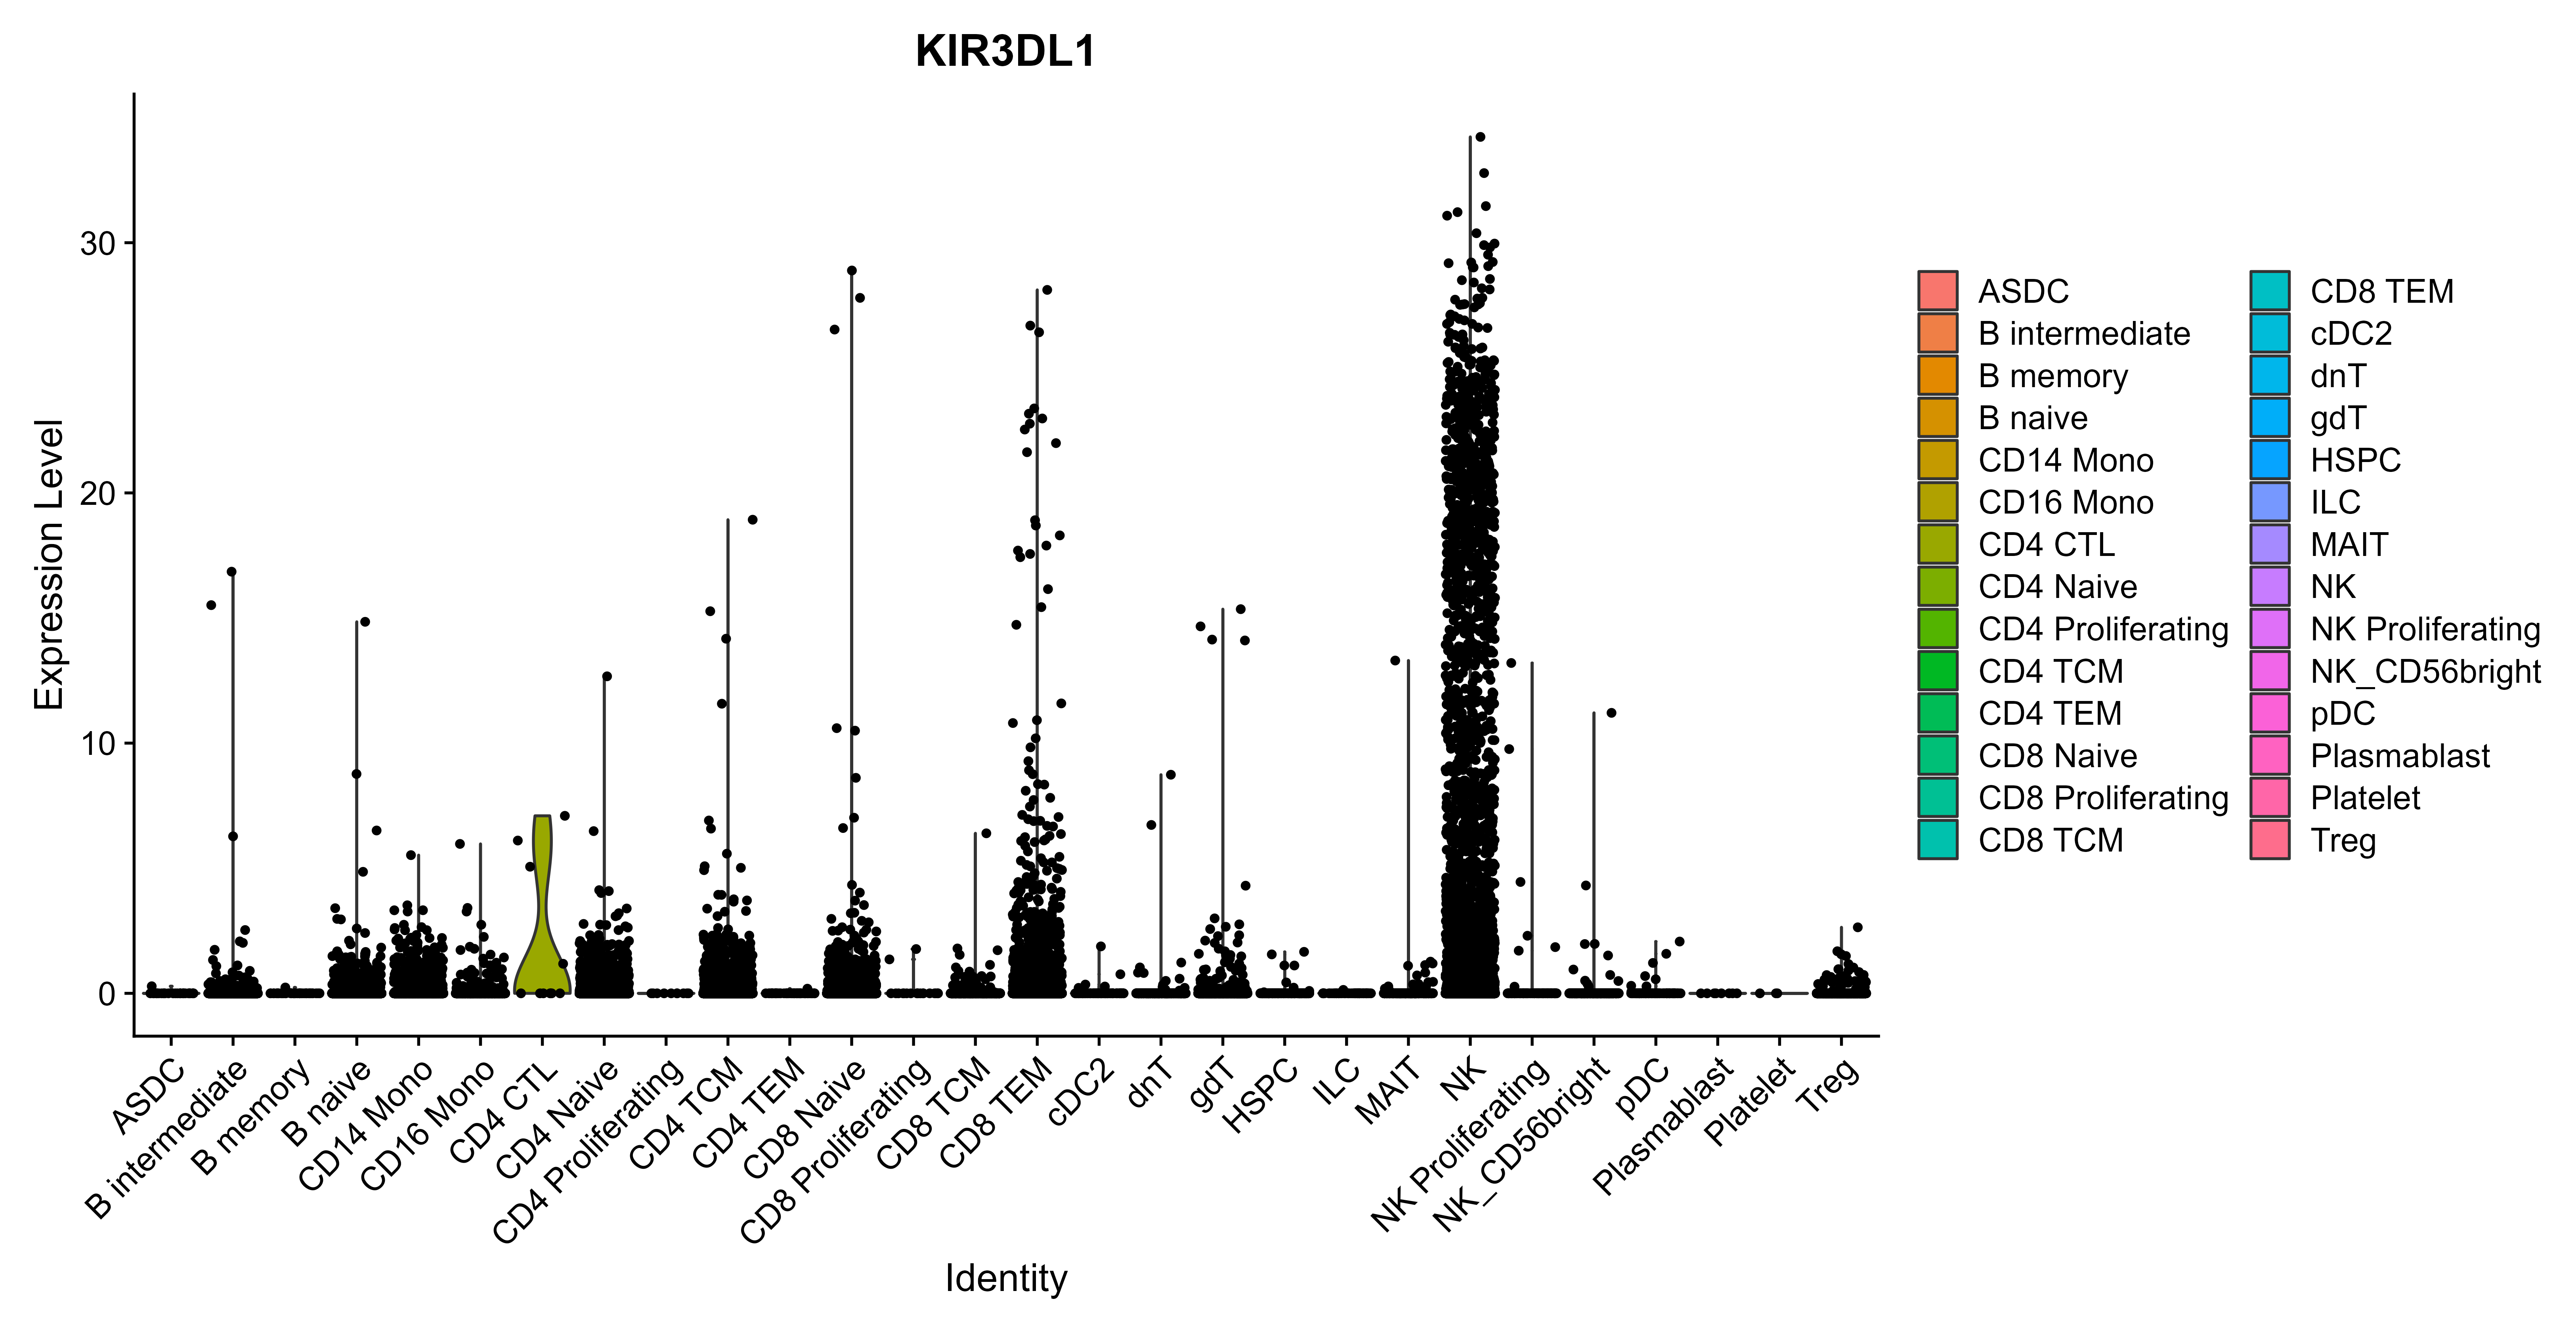 KIR3DL1
Expression Level
30
20
10
0
ASDC
B intermediate
B memory
B naive
CD14 Mono
CD16 Mono
CD4 CTL
CD4 Naive
CD4 Proliferating
CD4 TCM
CD4 TEM
CD8 Naive
CD8 Proliferating
CD8 TCM
CD8 TEM
cDC2
dnT
gdT
HSPC
ILC
MAIT
NK
NK Proliferating
NK_CD56bright
pDC
Plasmablast
Platelet
Treg
Identity
ASDC
B intermediate
B memory
B naive
CD14 Mono
CD16 Mono
CD4 CTL
CD4 Naive
CD4 Proliferating
CD4 TCM
CD4 TEM
CD8 Naive
CD8 Proliferating
CD8 TCM
CD8 TEM
cDC2
dnT
gdT
HSPC
ILC
MAIT
NK
NK Proliferating
NK_CD56bright
pDC
Plasmablast
Platelet
Treg